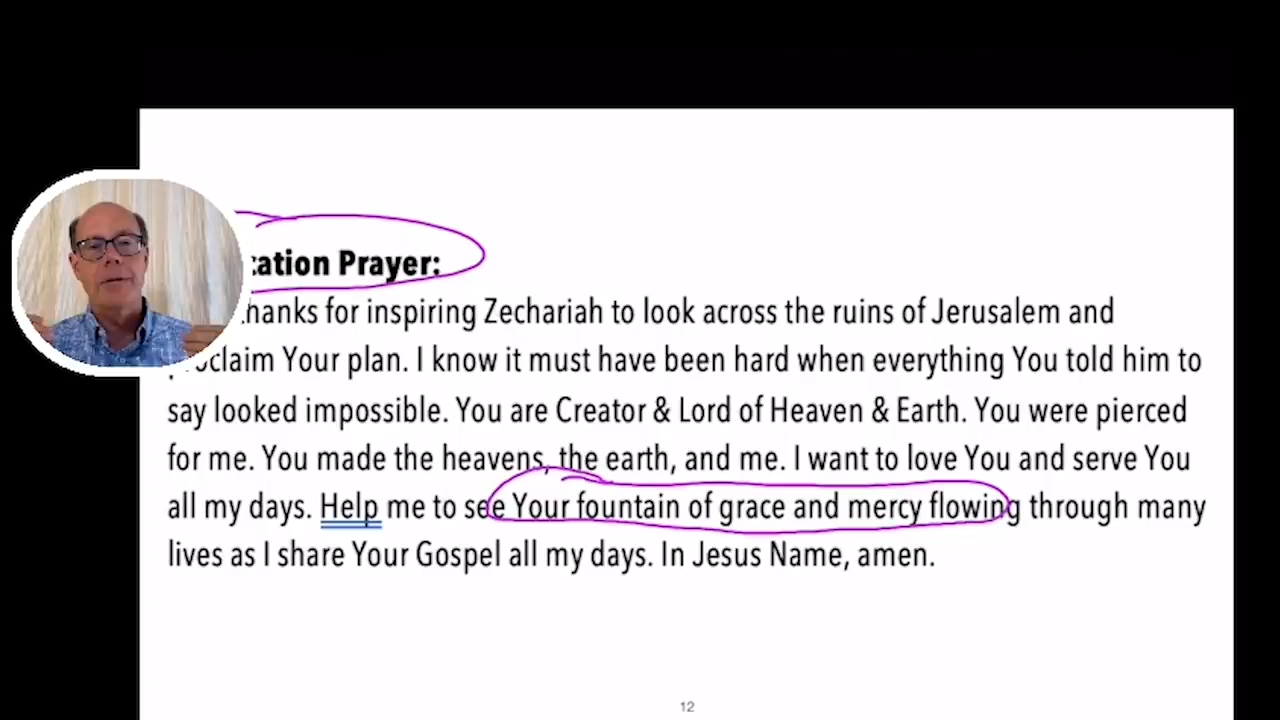 cation Prayer:
thanks for inspiring Zechariah to look across the ruins of Jerusalem and
proclaim Your plan. I know it must have been hard when everything You told him to
say looked impossible. You are Creator & Lord of Heaven & Earth. You were pierced
for me. You made the heavens, the earth, and me. I want to love You and serve You
all my days. Help me to see Your fountain of grace and mercy flowing through many
lives as I share Your Gospel all my days. In Jesus Name, amen.
12